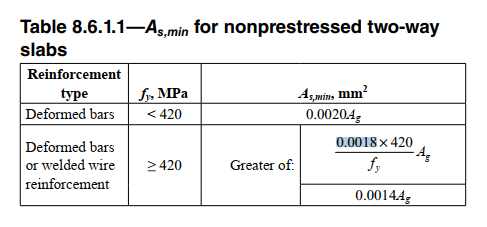 Table 8.6.1.1—As,min for nonprestressed two-way
slabs
Reinforcement
type
fy, MPa
As,min, mm²
Deformed bars
< 420
0.0020Ag
Deformed bars
or welded wire
reinforcement
≥ 420
Greater of:
0.0018 × 420
fy
Ag
0.0014Ag